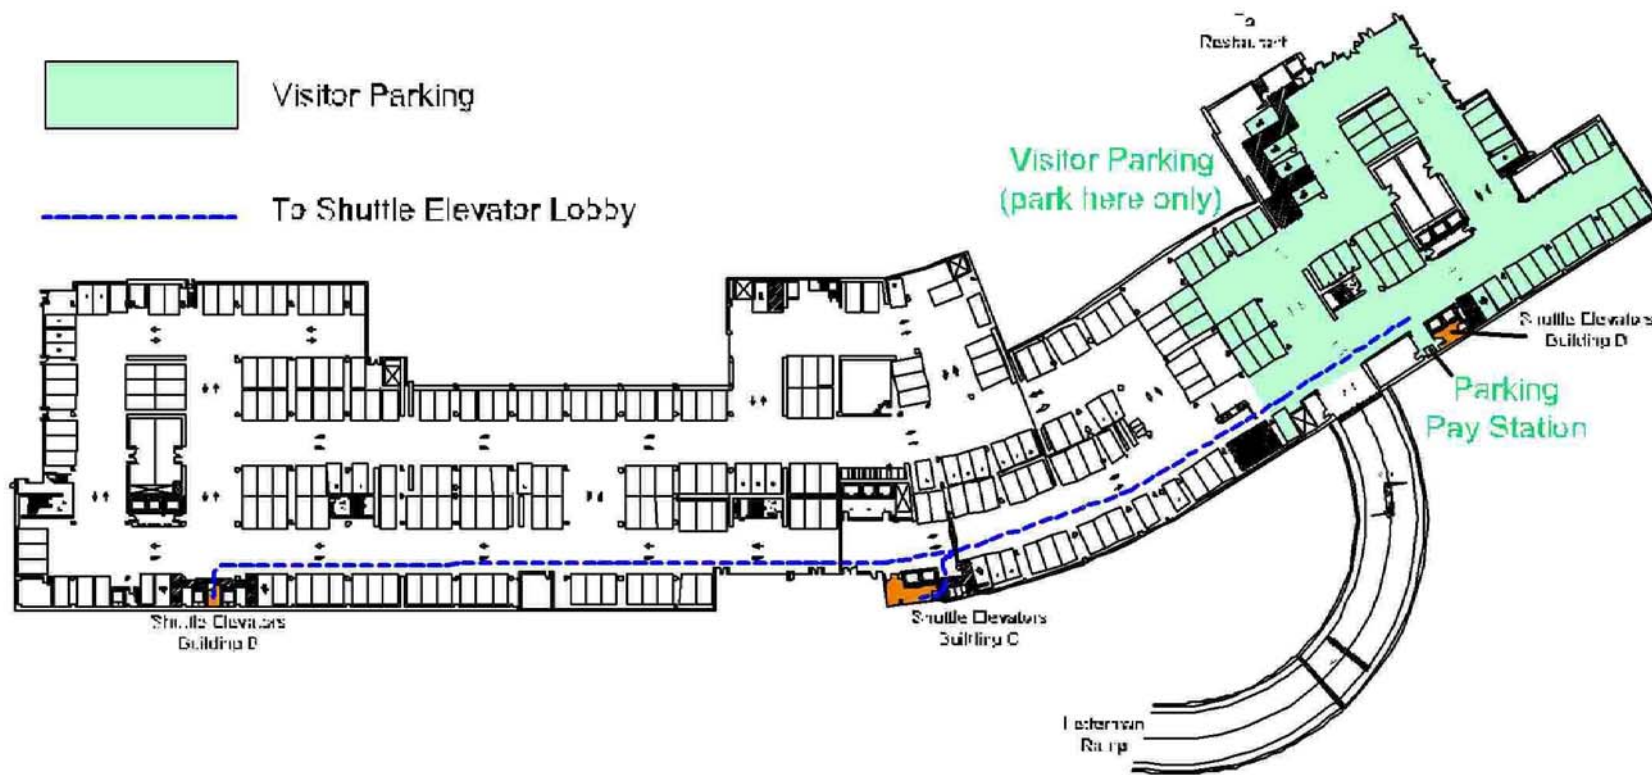 To
Restaurant
Visitor Parking
To Shuttle Elevator Lobby
Visitor Parking
(park here only)
Shuttle Elevators
Building D
Parking
Pay Station
Shuttle Elevators
Building B
Shuttle Elevators
Building C
Letterman
Ramp